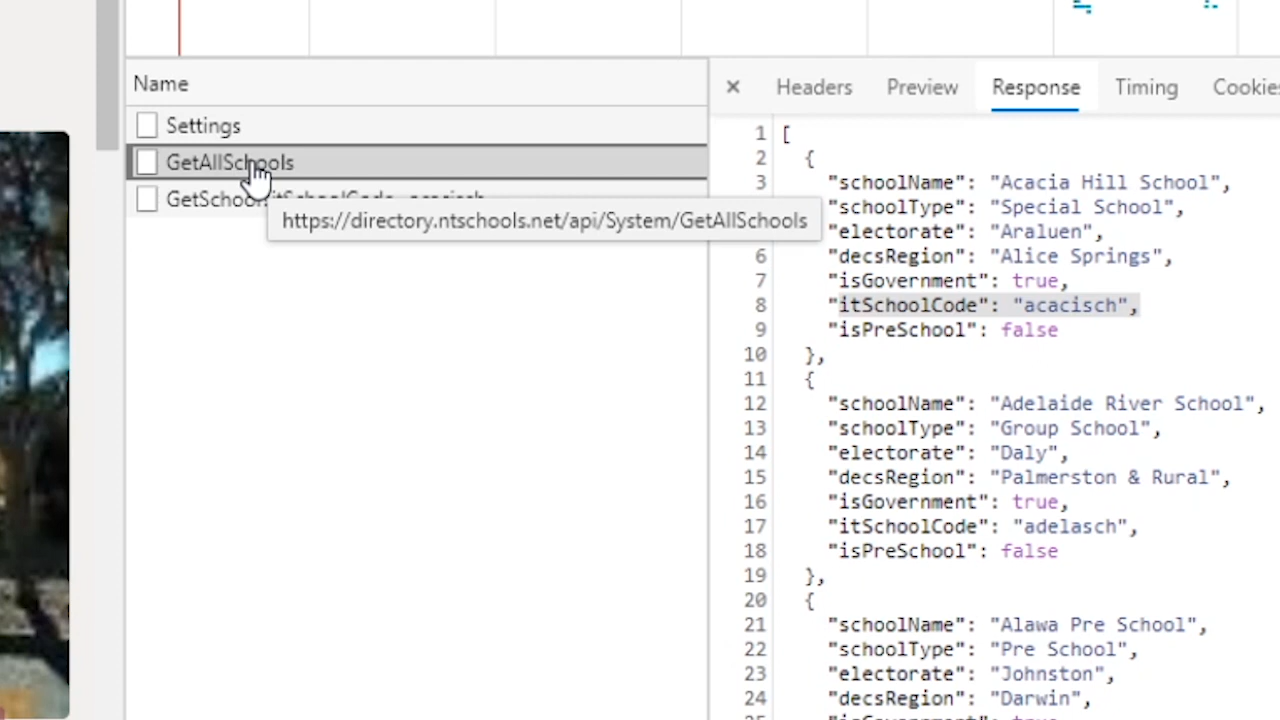 Name
Settings
GetAllSchools
https://directory.ntschools.net/api/System/GetAllSchools
× Headers Preview Response Timing Cookies
1 [
2 {
3 "schoolName": "Acacia Hill School",
"schoolType": "Special School",
"electorate": "Araluen",
6 "decsRegion": "Alice Springs",
7 "isGovernment": true,
8 "itSchoolCode": "acacisch",
9 "isPreSchool": false
10 },
11 {
12 "schoolName": "Adelaide River School",
13 "schoolType": "Group School",
14 "electorate": "Daly",
15 "decsRegion": "Palmerston & Rural",
16 "isGovernment": true,
17 "itSchoolCode": "adelasch",
18 "isPreSchool": false
19 },
20 {
21 "schoolName": "Alawa Pre School",
22 "schoolType": "Pre School",
23 "electorate": "Johnston",
24 "decsRegion": "Darwin",